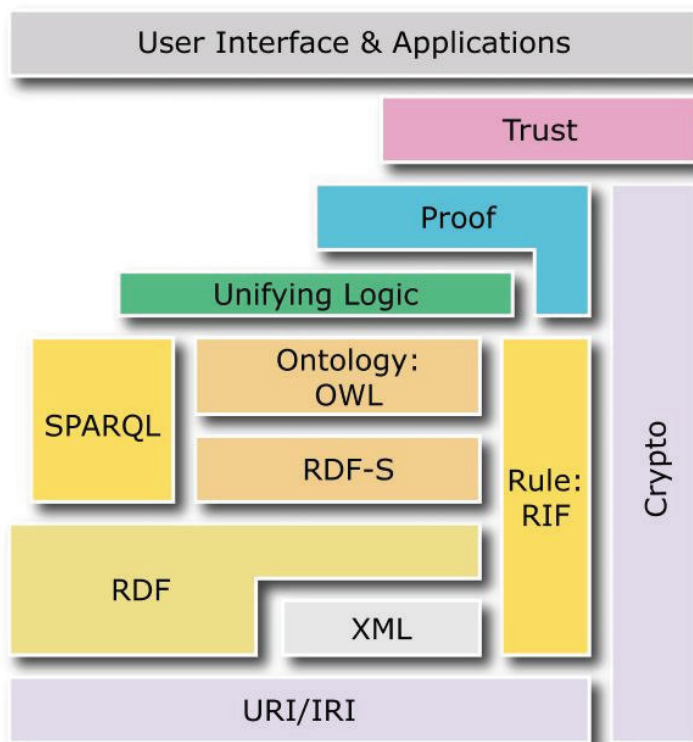 User Interface & Applications
Trust
Proof
Unifying Logic
Ontology:
OWL
SPARQL
RDF-S
Rule:
RIF
Crypto
RDF
XML
URI/IRI